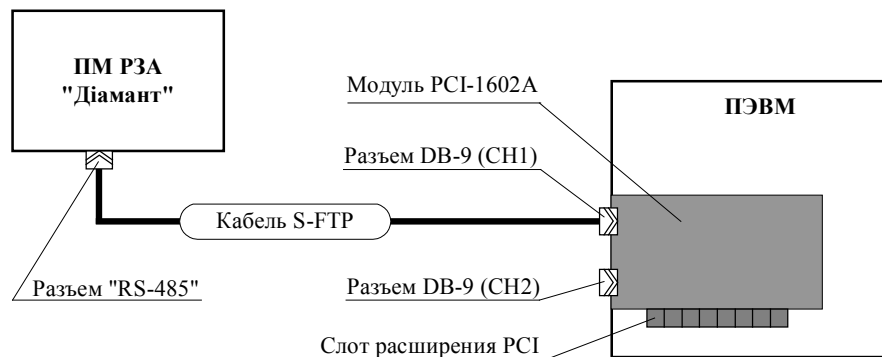 ПМ РЗА
"Діамант"
Модуль PCI-1602A
ПЭВМ
Разъем DB-9 (CH1)
Кабель S-FTP
Разъем "RS-485"
Разъем DB-9 (CH2)
Слот расширения PCI